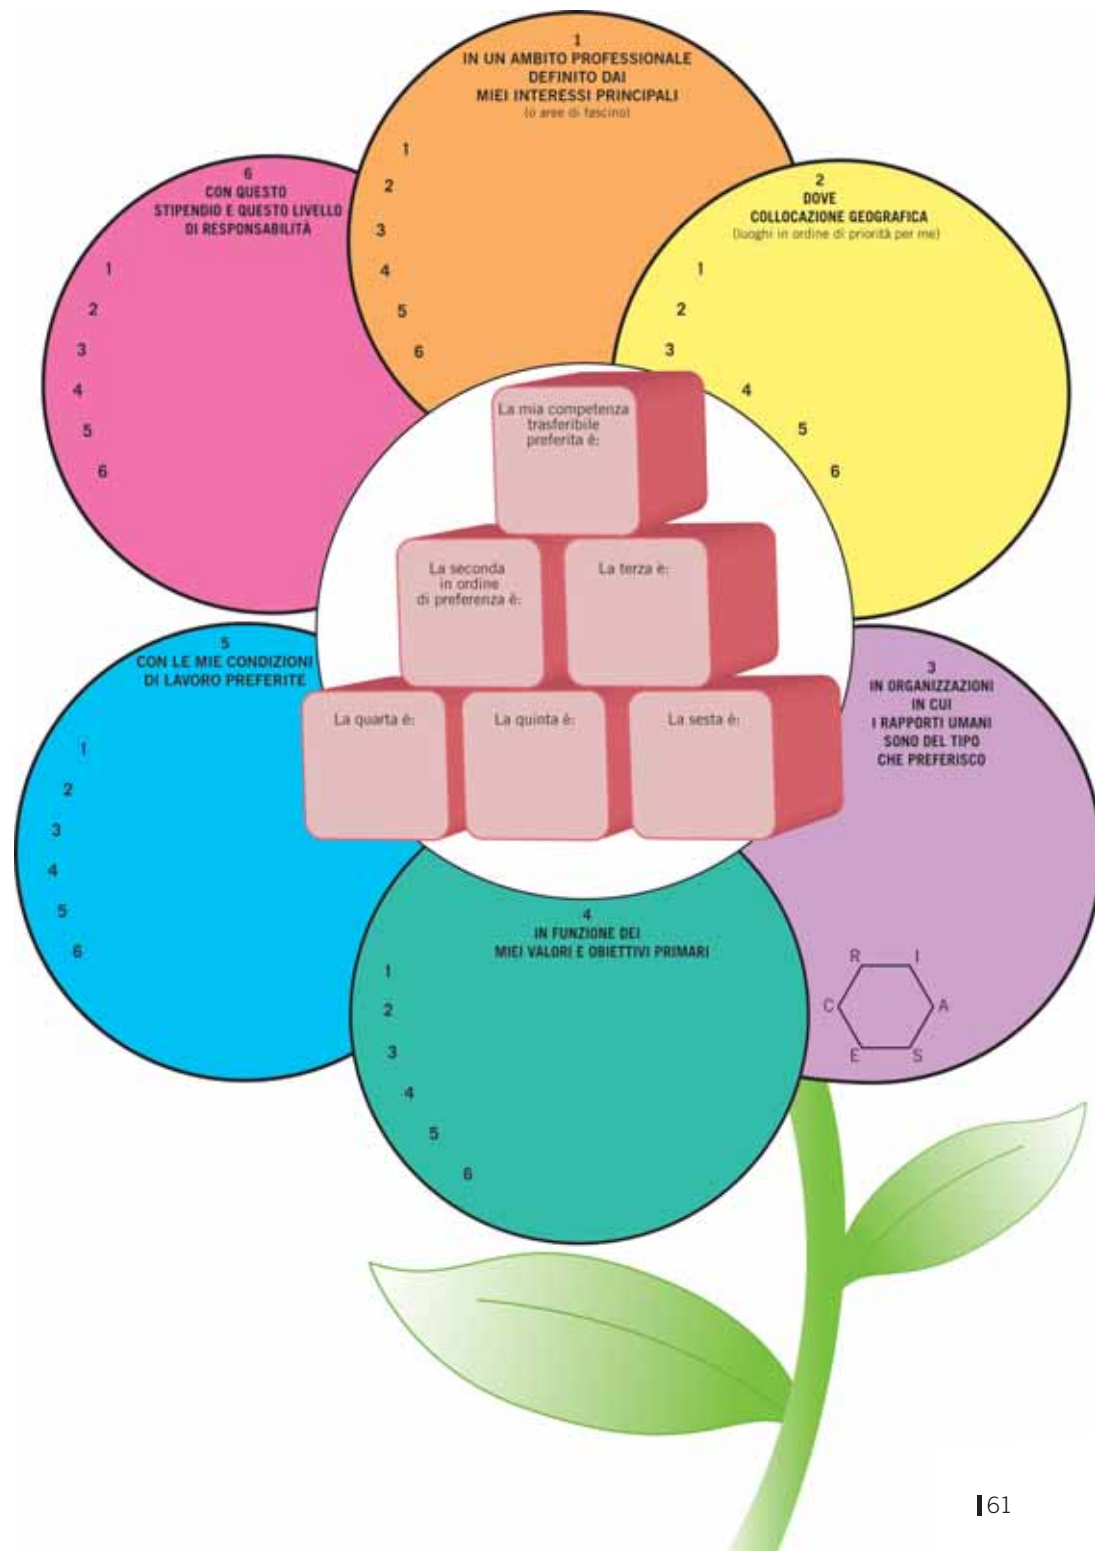 1
IN UN AMBITO PROFESSIONALE
DEFINITO DAI
MIEI INTERESSI PRINCIPALI
(o aree di fascino)
1
2
3
4
5
6
2
DOVE
COLLOCAZIONE GEOGRAFICA
(luoghi in ordine di priorità per me)
1
2
3
4
5
6
3
IN ORGANIZZAZIONI
IN CUI
I RAPPORTI UMANI
SONO DEL TIPO
CHE PREFERISCO
R I
C A
E S
4
IN FUNZIONE DEI
MIEI VALORI E OBIETTIVI PRIMARI
1
2
3
4
5
6
5
CON LE MIE CONDIZIONI
DI LAVORO PREFERITE
1
2
3
4
5
6
6
CON QUESTO
STIPENDIO E QUESTO LIVELLO
DI RESPONSABILITÀ
1
2
3
4
5
6
La mia competenza
trasferibile
preferita è:
La seconda
in ordine
di preferenza è:
La terza è:
La quarta è:
La quinta è:
La sesta è:
61